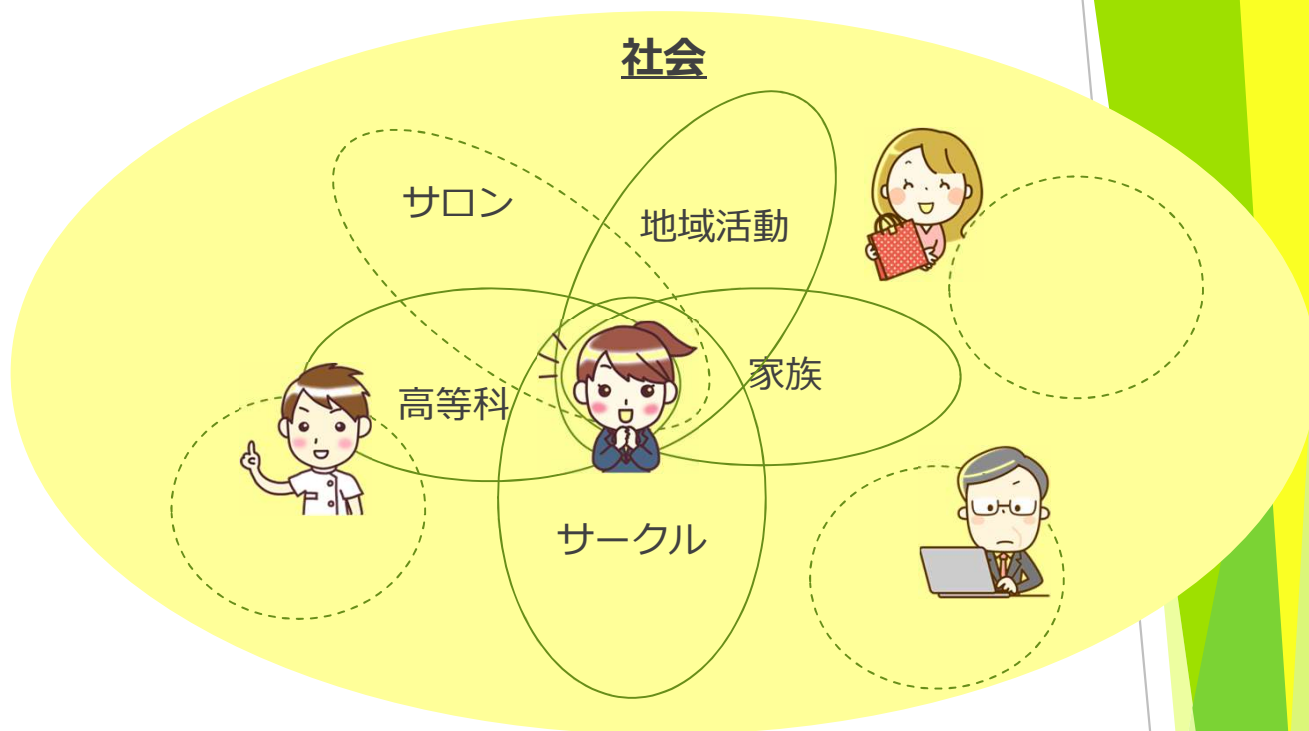 社会
サロン
地域活動
家族
高等科
サークル